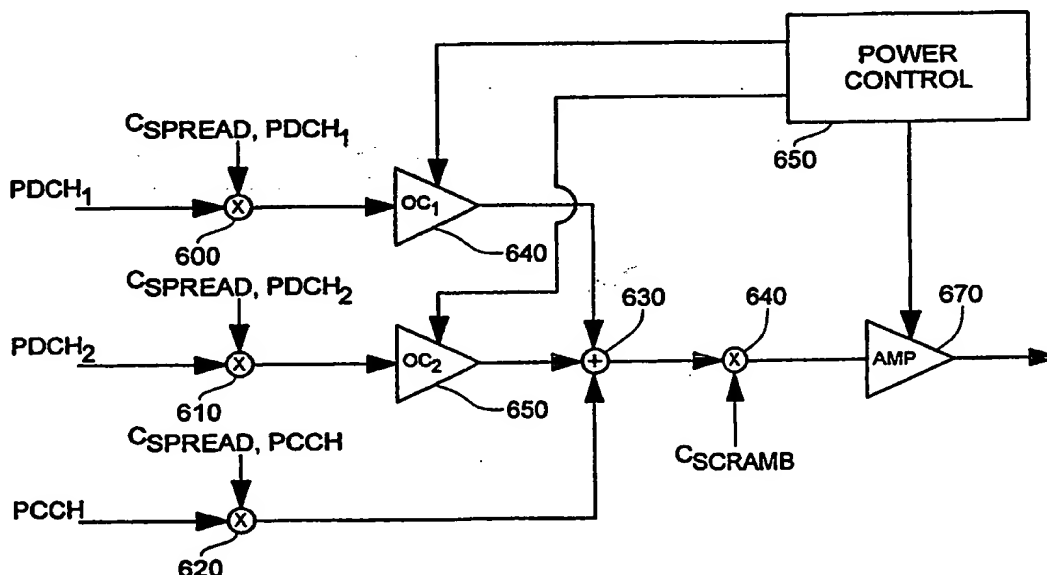 POWER
CONTROL
650
CSPREAD, PDCH1
PDCH1
X
600
OC1
640
CSPREAD, PDCH2
PDCH2
X
610
OC2
650
630
+
640
X
670
AMP
CSCRAMB
CSPREAD, PCCH
PCCH
X
620